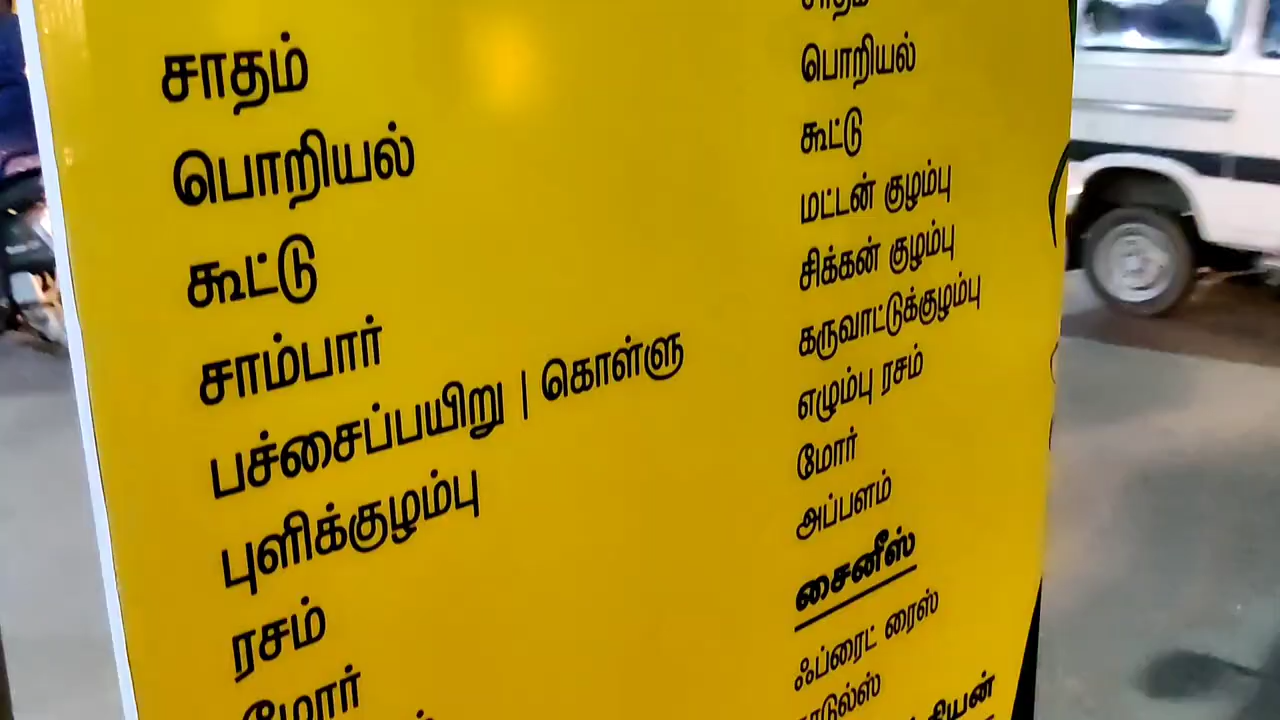 சாதம்
பொறியல்
கூட்டு
சாம்பார்
பச்சைப்பயிறு | கொள்ளு
புளிக்குழம்பு
ரசம்
மோர்
சாதம்
பொறியல்
கூட்டு
மட்டன் குழம்பு
சிக்கன் குழம்பு
கருவாட்டுக்குழம்பு
எழும்பு ரசம்
மோர்
அப்பளம்
சைனீஸ்
ஃப்ரைட் ரைஸ்